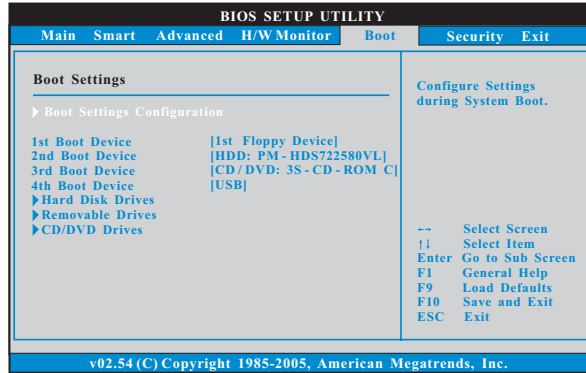 BIOS SETUP UTILITY
Main Smart Advanced H/W Monitor Boot Security Exit
Boot Settings
Boot Settings Configuration
1st Boot Device [1st Floppy Device]
2nd Boot Device [HDD: PM - HDS722580VL]
3rd Boot Device [CD / DVD: 3S - CD - ROM C]
4th Boot Device [USB]
Hard Disk Drives
Removable Drives
CD/DVD Drives
Configure Settings
during System Boot.
←→ Select Screen
↑↓ Select Item
Enter Go to Sub Screen
F1 General Help
F9 Load Defaults
F10 Save and Exit
ESC Exit
v02.54 (C) Copyright 1985-2005, American Megatrends, Inc.